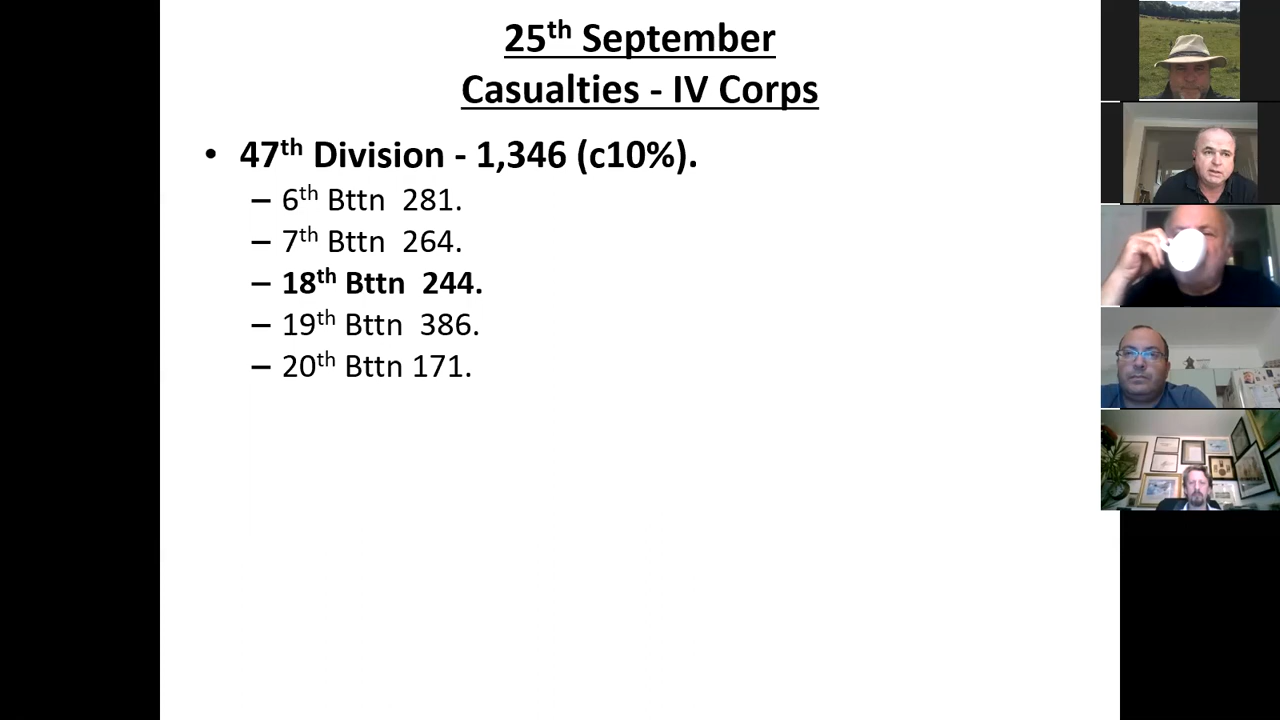 25th September
Casualties - IV Corps
• 47th Division - 1,346 (c10%).
– 6th Bttn 281.
– 7th Bttn 264.
– 18th Bttn 244.
– 19th Bttn 386.
– 20th Bttn 171.